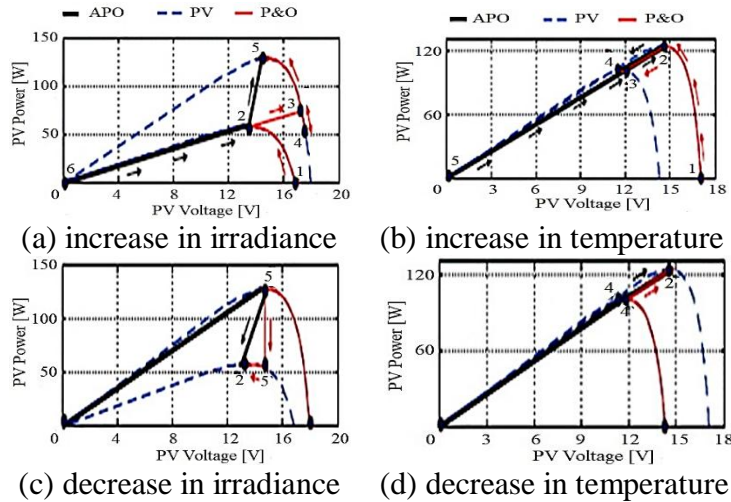 APO PV P&O
150
100
50
0
PV Power [W]
5
2
3
4
6
1
0 4 8 12 16 20
PV Voltage [V]
(a) increase in irradiance
120
60
0
PV Power [W]
4
2
3
5
1
0 3 6 9 12 15 18
PV Voltage [V]
(b) increase in temperature
150
100
50
0
PV Power [W]
5
2
5
0 4 8 12 16 20
PV Voltage [V]
(c) decrease in irradiance
120
60
0
PV Power [W]
4
2
4
0 3 6 9 12 15 18
PV Voltage [V]
(d) decrease in temperature